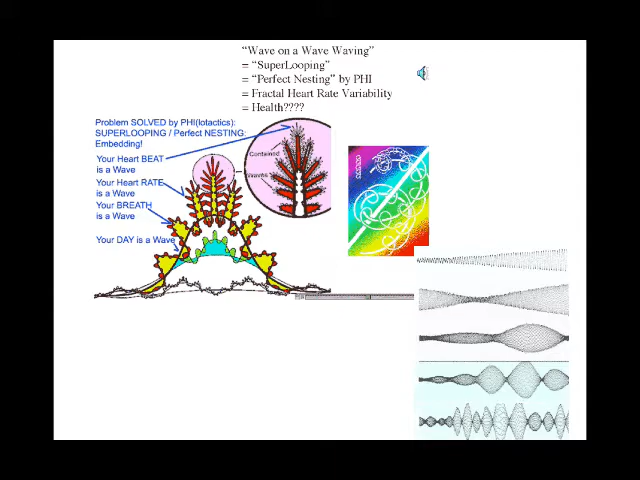 “Wave on a Wave Waving”
= “SuperLooping”
= “Perfect Nesting” by PHI
= Fractal Heart Rate Variability
= Health????
Problem SOLVED by PHI(lotactics):
SUPERLOOPING / Perfect NESTING:
Embedding!
Your Heart BEAT
is a Wave
Your Heart RATE
is a Wave
Your BREATH
is a Wave
Your DAY is a Wave
Contained
Waves